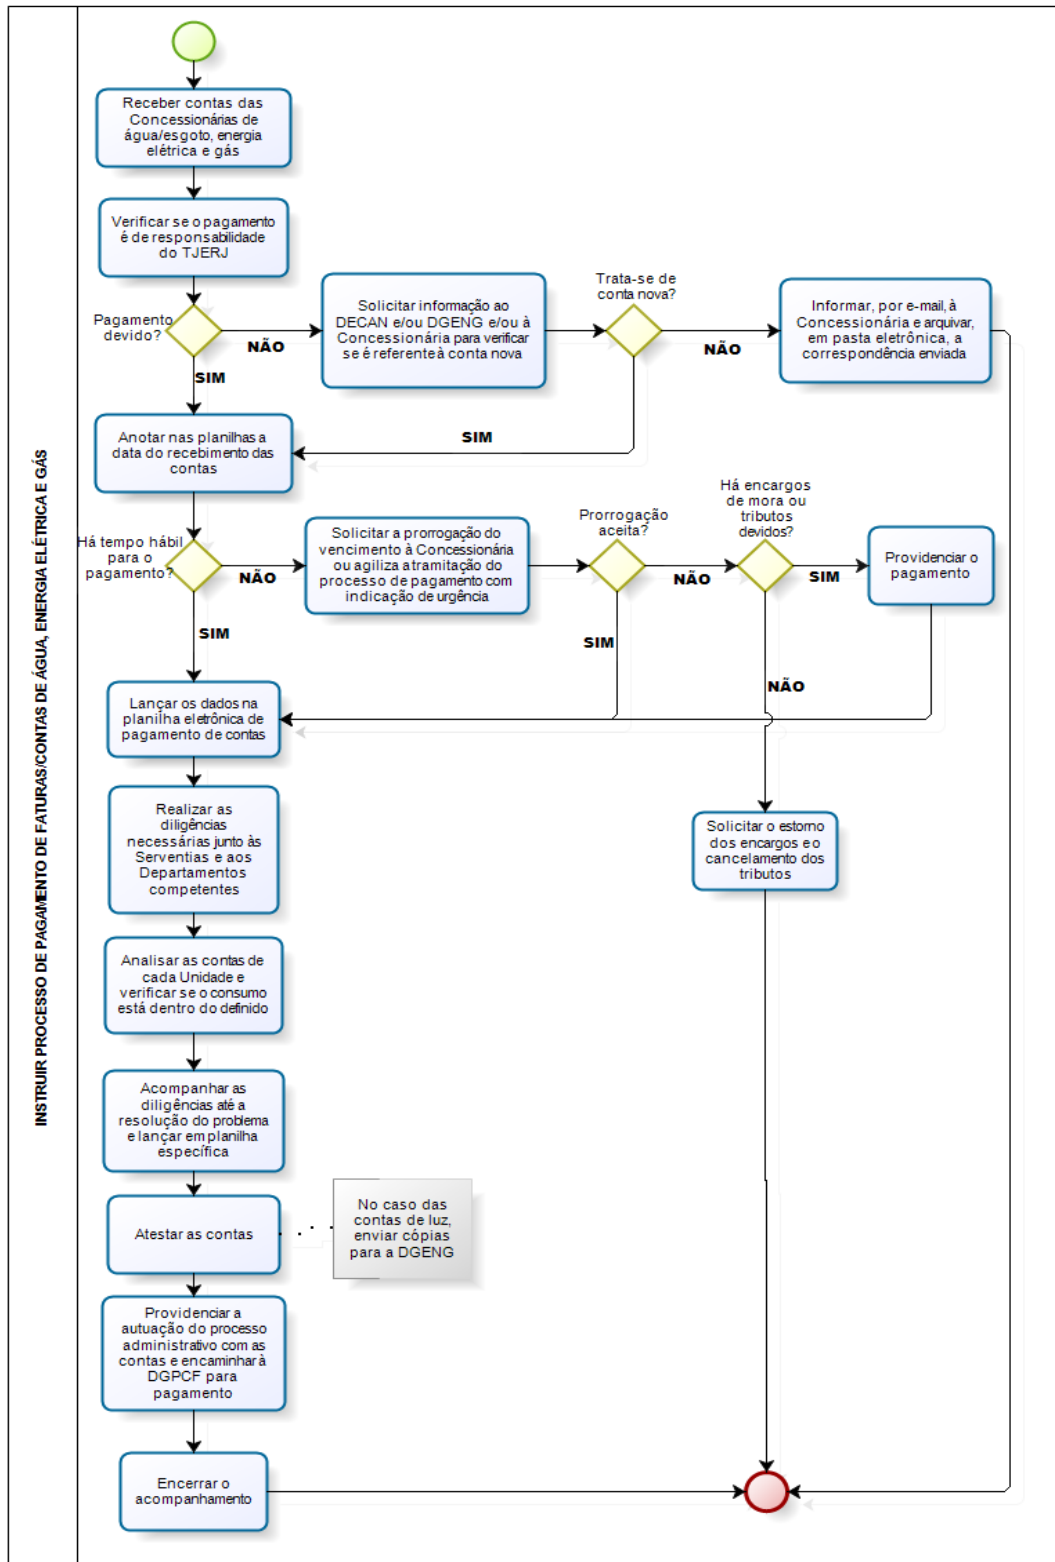 INSTRUIR PROCESSO DE PAGAMENTO DE FATURAS/CONTAS DE ÁGUA, ENERGIA ELÉTRICA E GÁS
Receber contas das
Concessionárias de
água/esgoto, energia
elétrica e gás
Verificar se o pagamento
é de responsabilidade
do TJERJ
Pagamento
devido?
NÃO
SIM
Solicitar informação ao
DECAN e/ou DGENG e/ou à
Concessionária para verificar
se é referente à conta nova
Trata-se de
conta nova?
NÃO
SIM
Informar, por e-mail, à
Concessionária e arquivar,
em pasta eletrônica, a
correspondência enviada
Anotar nas planilhas a
data do recebimento das
contas
Há tempo hábil
para o
pagamento?
NÃO
SIM
Solicitar a prorrogação do
vencimento à Concessionária
ou agiliza a tramitação do
processo de pagamento com
indicação de urgência
Prorrogação
aceita?
NÃO
SIM
Há encargos
de mora ou
tributos
devidos?
SIM
NÃO
Providenciar o
pagamento
Lançar os dados na
planilha eletrônica de
pagamento de contas
Realizar as
diligências
necessárias junto às
Serventias e aos
Departamentos
competentes
Solicitar o estorno
dos encargos e o
cancelamento dos
tributos
Analisar as contas de
cada Unidade e
verificar se o consumo
está dentro do definido
Acompanhar as
diligências até a
resolução do problema
e lançar em planilha
específica
Atestar as contas
No caso das
contas de luz,
enviar cópias
para a DGENG
Providenciar a
autuação do processo
administrativo com as
contas e encaminhar à
DGPCF para
pagamento
Encerrar o
acompanhamento